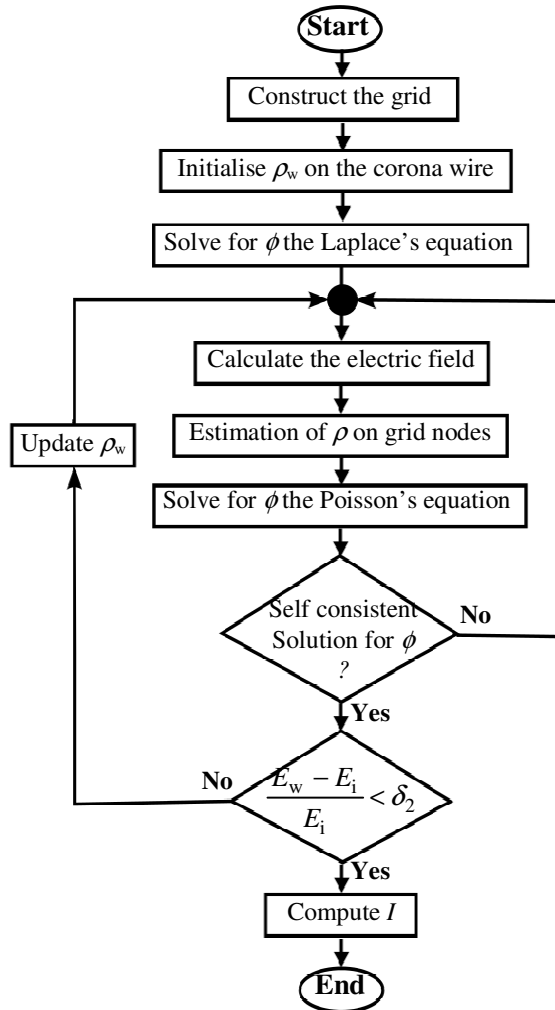 Start
Construct the grid
Initialise ρw on the corona wire
Solve for ϕ the Laplace's equation
Calculate the electric field
Estimation of ρ on grid nodes
Update ρw
Solve for ϕ the Poisson's equation
Self consistent
Solution for ϕ
?
No
Yes
No
Ew − Ei
Ei
< δ2
Yes
Compute I
End